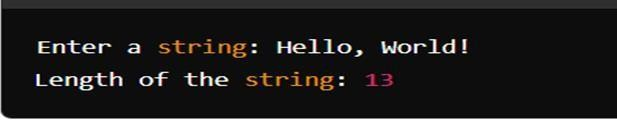 Enter a string: Hello, World!
Length of the string: 13